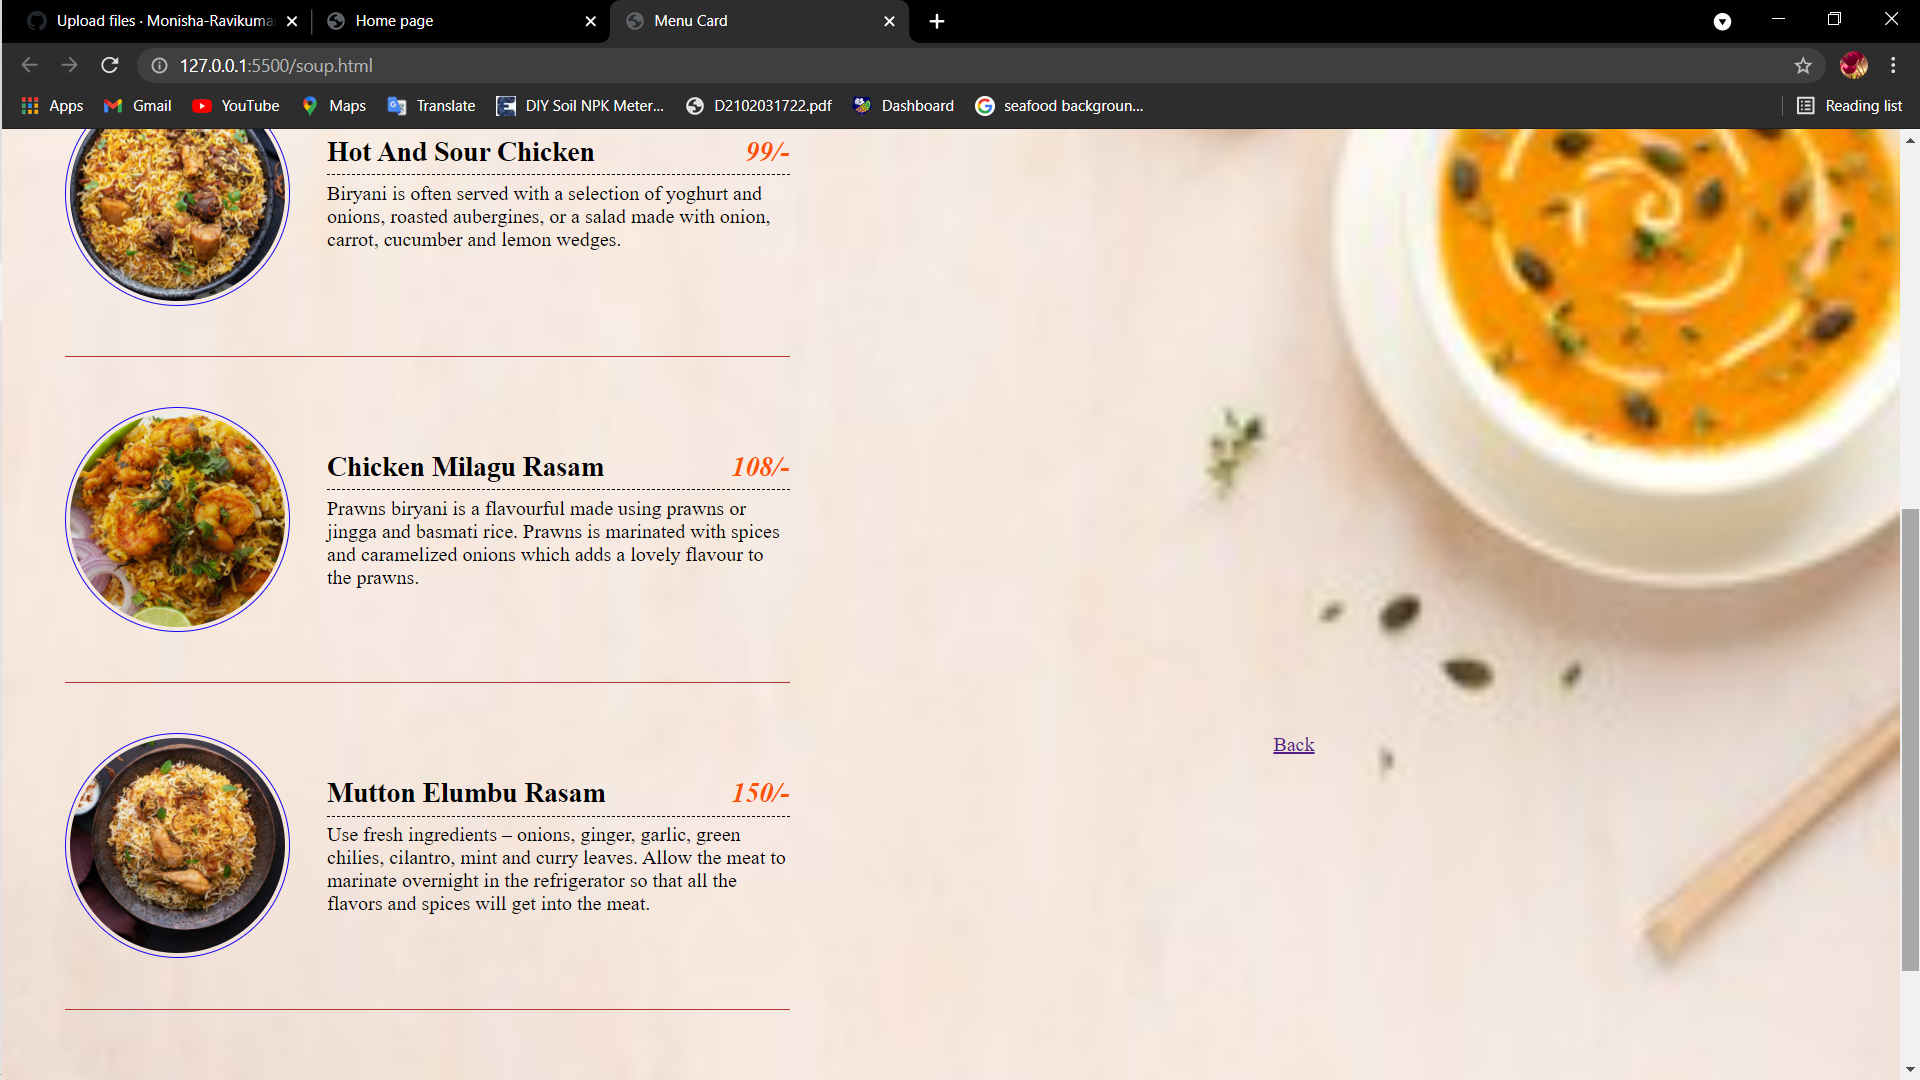 Upload files · Monisha-Ravikuma
Home page
Menu Card
127.0.0.1:5500/soup.html
Apps
Gmail
YouTube
Maps
Translate
DIY Soil NPK Meter...
D2102031722.pdf
Dashboard
seafood backgroun...
Reading list
Hot And Sour Chicken 99/-
Biryani is often served with a selection of yoghurt and
onions, roasted aubergines, or a salad made with onion,
carrot, cucumber and lemon wedges.
Chicken Milagu Rasam 108/-
Prawns biryani is a flavourful made using prawns or
jingga and basmati rice. Prawns is marinated with spices
and caramelized onions which adds a lovely flavour to
the prawns.
Back
Mutton Elumbu Rasam 150/-
Use fresh ingredients – onions, ginger, garlic, green
chilies, cilantro, mint and curry leaves. Allow the meat to
marinate overnight in the refrigerator so that all the
flavors and spices will get into the meat.